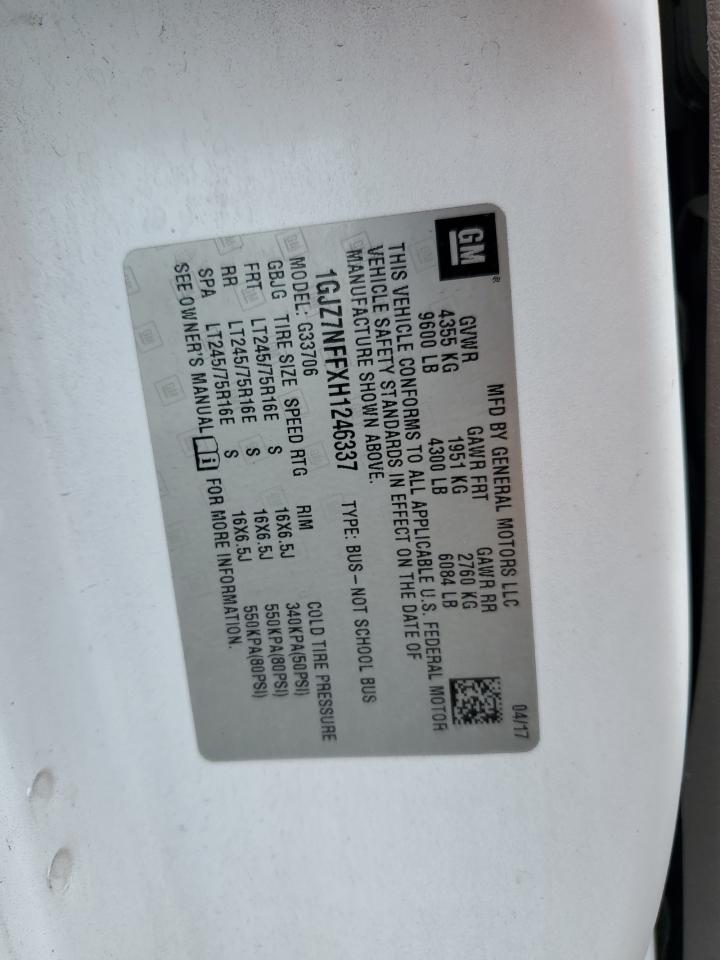 GM®
MFD BY GENERAL MOTORS LLC 04/17
GVWR GAWR FRT GAWR RR
4355 KG 1951 KG 2760 KG
9600 LB 4300 LB 6084 LB
THIS VEHICLE CONFORMS TO ALL APPLICABLE U.S. FEDERAL MOTOR
VEHICLE SAFETY STANDARDS IN EFFECT ON THE DATE OF
MANUFACTURE SHOWN ABOVE.
1GJZ7NFFXH1246337 TYPE: BUS – NOT SCHOOL BUS
MODEL: G33706
GBJG TIRE SIZE SPEED RTG RIM COLD TIRE PRESSURE
FRT LT245/75R16E S 16X6.5J 340KPA(50PSI)
RR LT245/75R16E S 16X6.5J 550KPA(80PSI)
SPA LT245/75R16E S 16X6.5J 550KPA(80PSI)
SEE OWNER'S MANUAL FOR MORE INFORMATION.